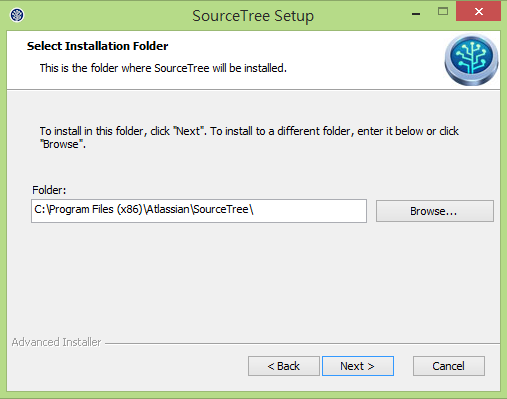 SourceTree Setup
Select Installation Folder
This is the folder where SourceTree will be installed.
To install in this folder, click "Next". To install to a different folder, enter it below or click
"Browse".
Folder:
C:\Program Files (x86)\Atlassian\SourceTree\
Browse...
Advanced Installer
< Back
Next >
Cancel